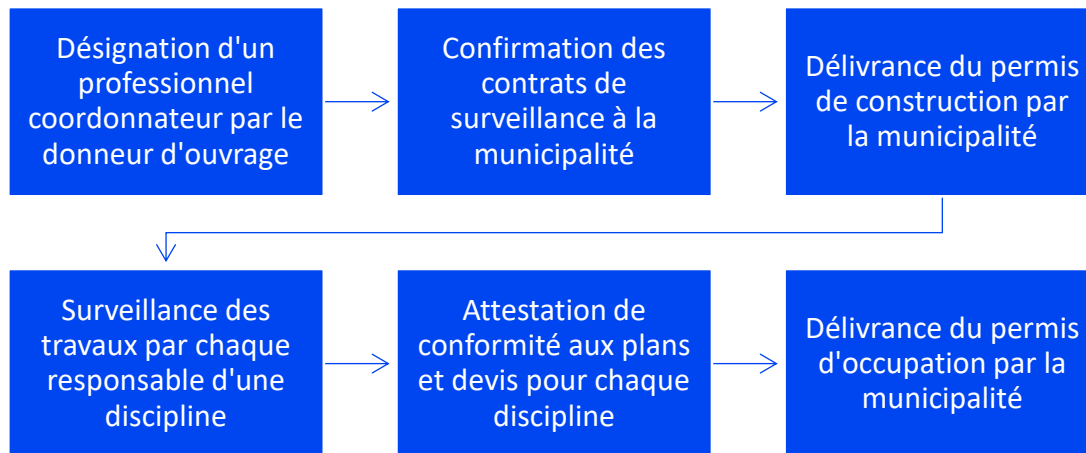 Désignation d'un
professionnel
coordonnateur par le
donneur d'ouvrage
Confirmation des
contrats de
surveillance à la
municipalité
Délivrance du permis
de construction par
la municipalité
Surveillance des
travaux par chaque
responsable d'une
discipline
Attestation de
conformité aux plans
et devis pour chaque
discipline
Délivrance du permis
d'occupation par la
municipalité